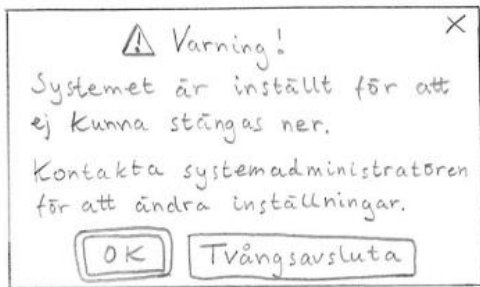 Varning!
Systemet är inställt för att
ej kunna stängas ner.
Kontakta systemadministratören
för att ändra inställningar.
OK Tvångsavsluta